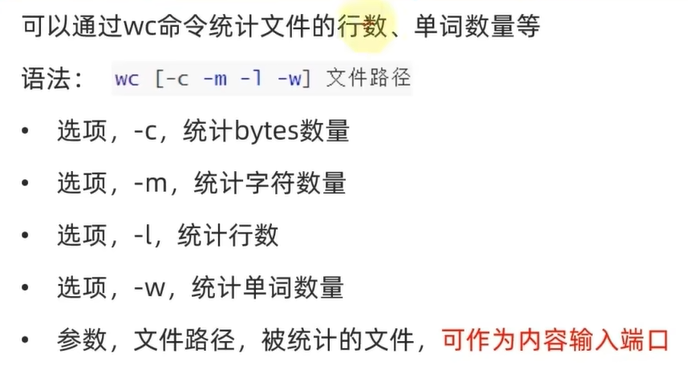 可以通过wc命令统计文件的行数、单词数量等
语法： wc [-c -m -l -w] 文件路径
• 选项，-c，统计bytes数量
• 选项，-m，统计字符数量
• 选项，-l，统计行数
• 选项，-w，统计单词数量
• 参数，文件路径，被统计的文件，可作为内容输入端口